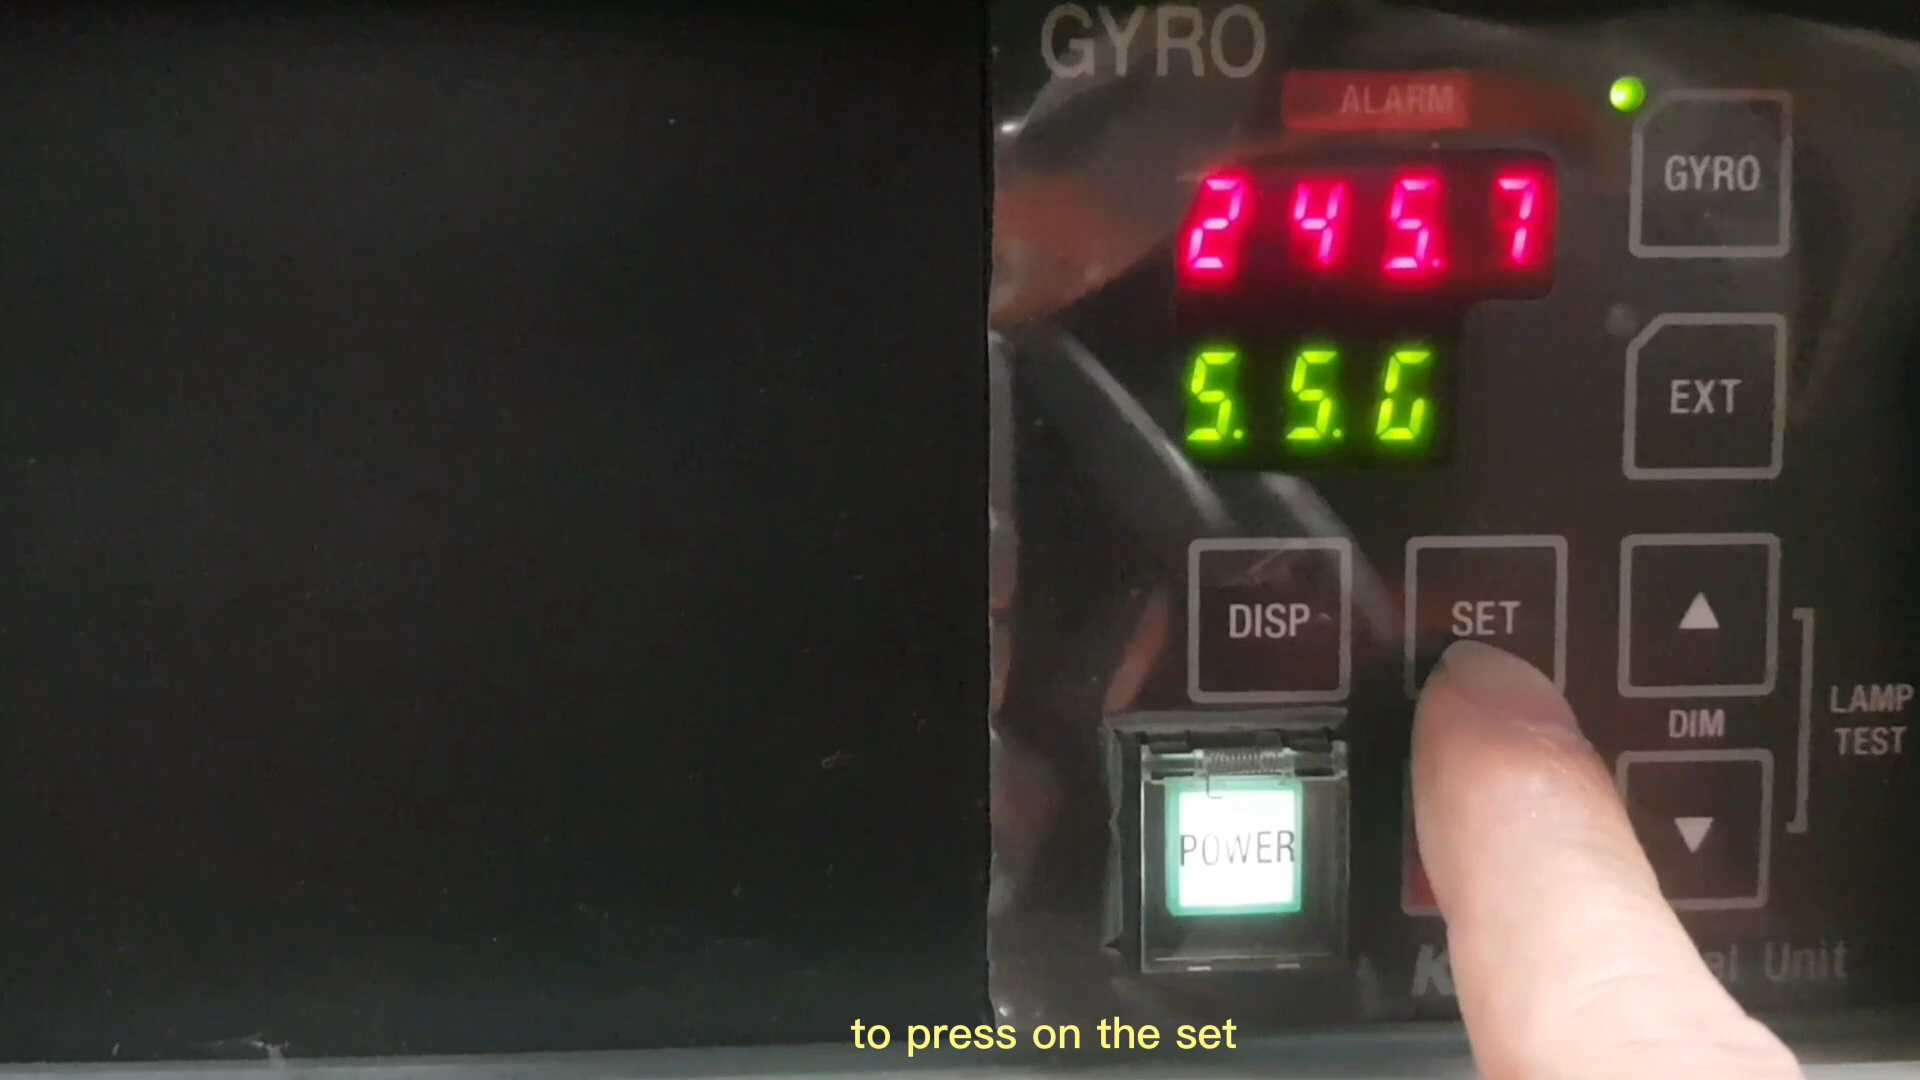 GYRO
ALARM
245.7
GYRO
5.5.G
EXT
DISP
SET
▲
DIM
LAMP
TEST
▼
POWER
Unit
to press on the set